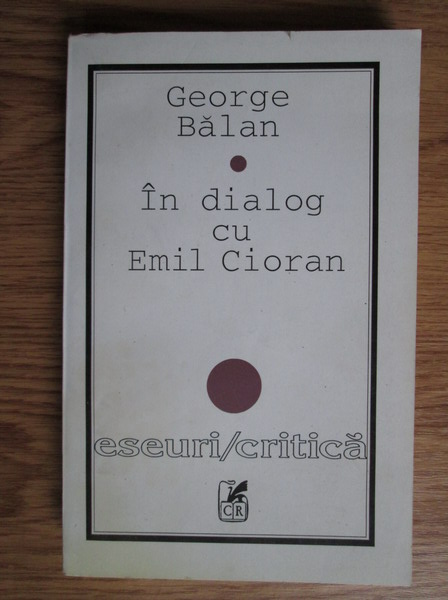 George
Bălan
În dialog
cu
Emil Cioran
eseuri/critică
CR